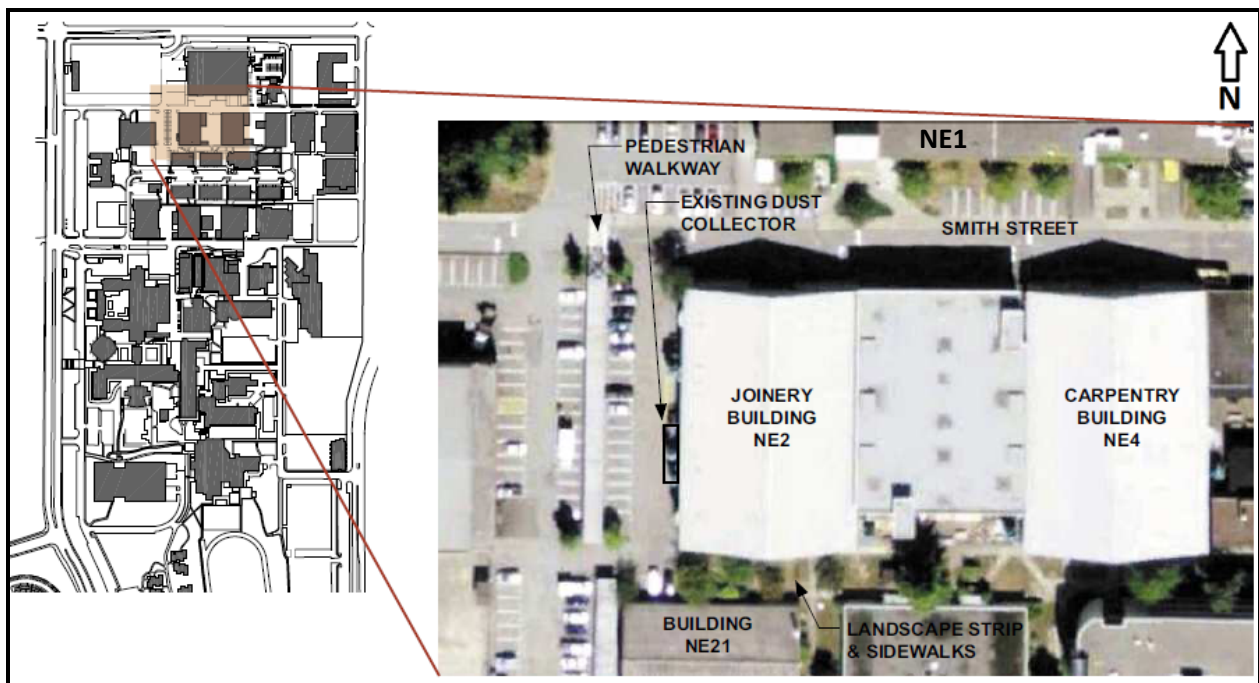 N
NE1
PEDESTRIAN
WALKWAY
EXISTING DUST
COLLECTOR
SMITH STREET
JOINERY
BUILDING
NE2
CARPENTRY
BUILDING
NE4
BUILDING
NE21
LANDSCAPE STRIP
& SIDEWALKS